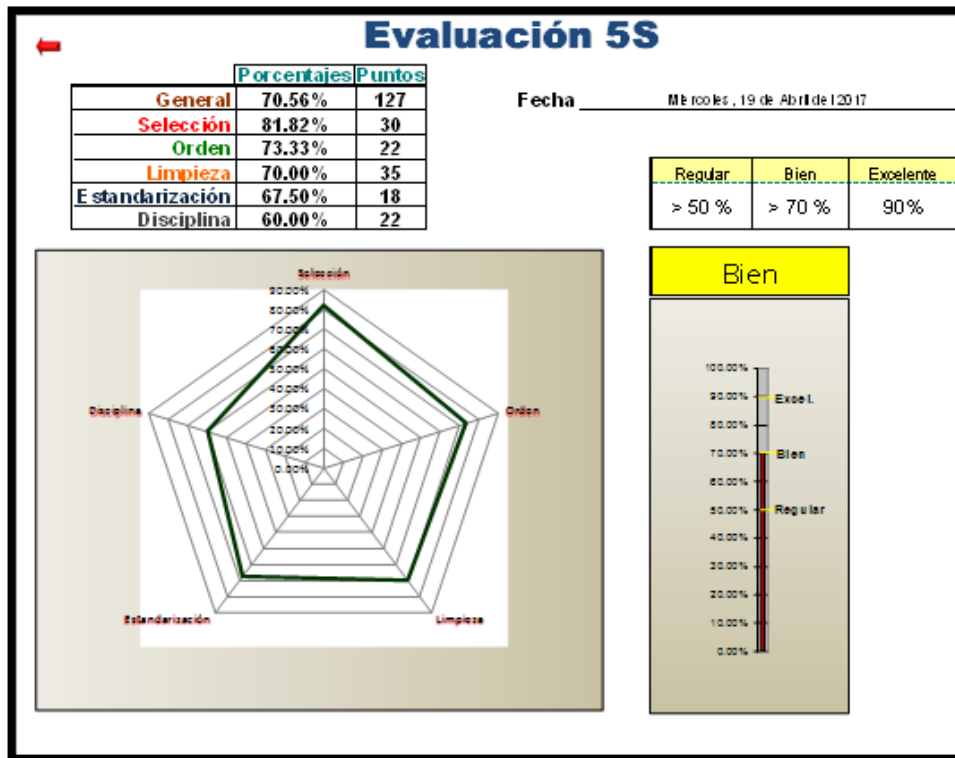 Evaluación 5S
Porcentajes Puntos
General 70.56% 127
Selección 81.82% 30
Orden 73.33% 22
Limpieza 70.00% 35
Estandarización 67.50% 18
Disciplina 60.00% 22
Fecha Miercoles, 19 de Abril del 2017
Regular Bien Excelente
> 50 % > 70 % 90%
Bien
Selección
90.00%
80.00%
70.00%
60.00%
50.00%
40.00%
30.00%
20.00%
10.00%
0.00%
Disciplina
Orden
Estandarización
Limpieza
100.00%
90.00% Excel.
80.00%
70.00% Bien
60.00%
50.00% Regular
40.00%
30.00%
20.00%
10.00%
0.00%